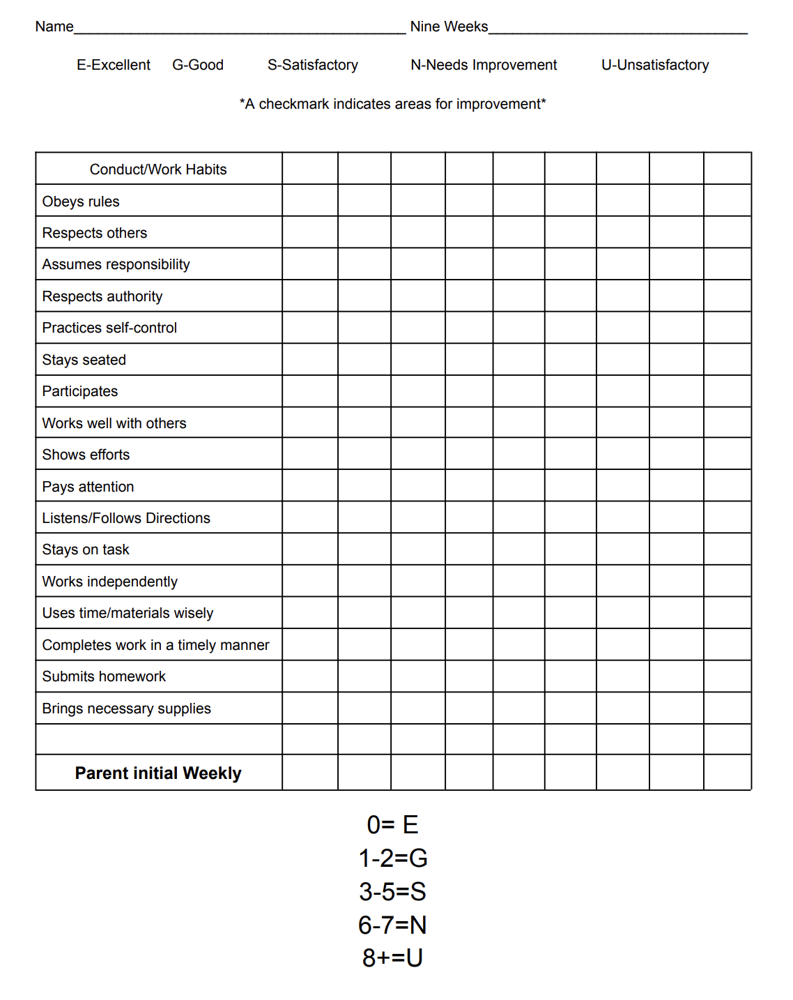 Name________________________________________ Nine Weeks_______________________________
E-Excellent G-Good S-Satisfactory N-Needs Improvement U-Unsatisfactory
*A checkmark indicates areas for improvement*
Conduct/Work Habits
Obeys rules
Respects others
Assumes responsibility
Respects authority
Practices self-control
Stays seated
Participates
Works well with others
Shows efforts
Pays attention
Listens/Follows Directions
Stays on task
Works independently
Uses time/materials wisely
Completes work in a timely manner
Submits homework
Brings necessary supplies
Parent initial Weekly
0= E
1-2=G
3-5=S
6-7=N
8+=U